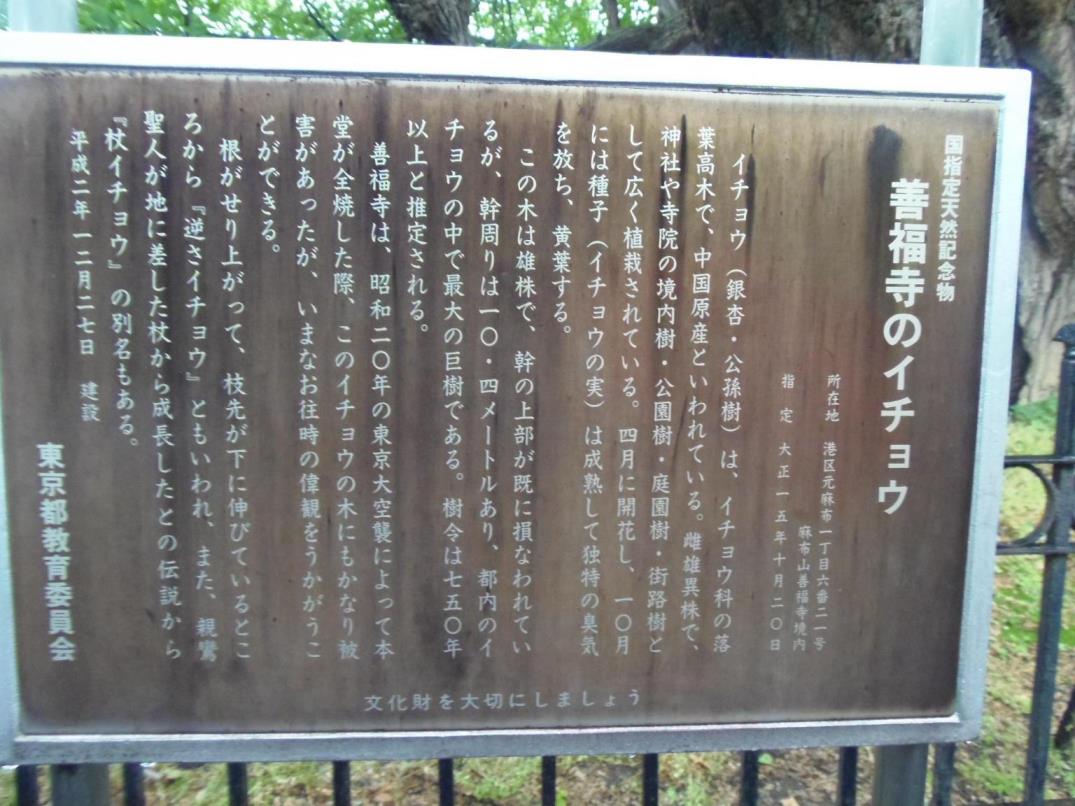 国指定天然記念物
善福寺のイチョウ
所在地 港区元麻布一丁目六番二一号
麻布山善福寺境内
指定 大正一五年十月二〇日
イチョウ（銀杏・公孫樹）は、イチョウ科の落
葉高木で、中国原産といわれている。雌雄異株で、
神社や寺院の境内樹・公園樹・庭園樹・街路樹と
して広く植栽されている。四月に開花し、一〇月
には種子（イチョウの実）は成熟して独特の臭気
を放ち、黄葉する。
この木は雄株で、幹の上部が既に損なわれてい
るが、幹周りは一〇・四メートルあり、都内のイ
チョウの中で最大の巨樹である。樹令は七五〇年
以上と推定される。
善福寺は、昭和二〇年の東京大空襲によって本
堂が全焼した際、このイチョウの木にもかなり被
害があったが、いまなお往時の偉観をうかがうこ
とができる。
根がせり上がって、枝先が下に伸びているとこ
ろから『逆さイチョウ』ともいわれ、また、親鸞
聖人が地に差した杖から成長したとの伝説から
『杖イチョウ』の別名もある。
平成二年一二月二七日 建設
東京都教育委員会
文化財を大切にしましょう